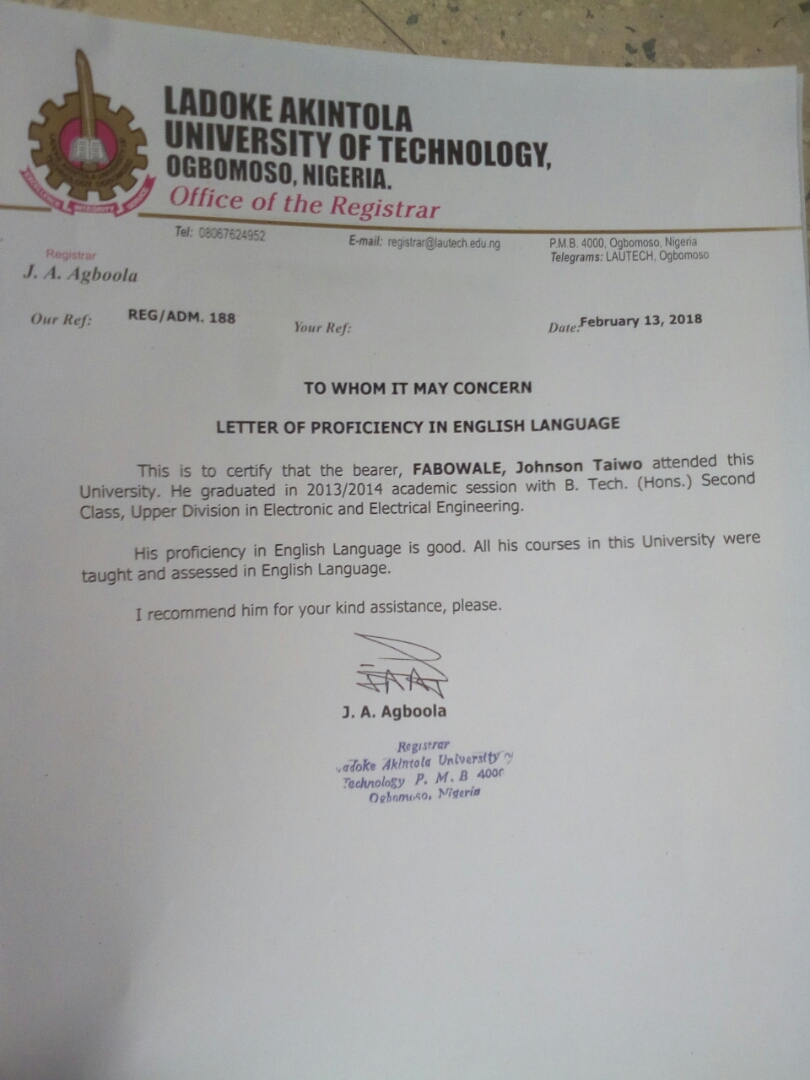 LADOKE AKINTOLA
UNIVERSITY OF TECHNOLOGY,
OGBOMOSO, NIGERIA.
Office of the Registrar
EXCELLENCE INTEGRITY SERVICE
Tel: 08067624952
E-mail: registrar@lautech.edu.ng
P.M.B. 4000, Ogbomoso, Nigeria
Telegrams: LAUTECH, Ogbomoso
Registrar
J. A. Agboola
Our Ref: REG/ADM. 188
Your Ref:
Date: February 13, 2018
TO WHOM IT MAY CONCERN
LETTER OF PROFICIENCY IN ENGLISH LANGUAGE
This is to certify that the bearer, FABOWALE, Johnson Taiwo attended this
University. He graduated in 2013/2014 academic session with B. Tech. (Hons.) Second
Class, Upper Division in Electronic and Electrical Engineering.
His proficiency in English Language is good. All his courses in this University were
taught and assessed in English Language.
I recommend him for your kind assistance, please.
J. A. Agboola
Registrar
adoke Akintola University
Technology P. M. B 4000
Ogbomoso, Nigeria